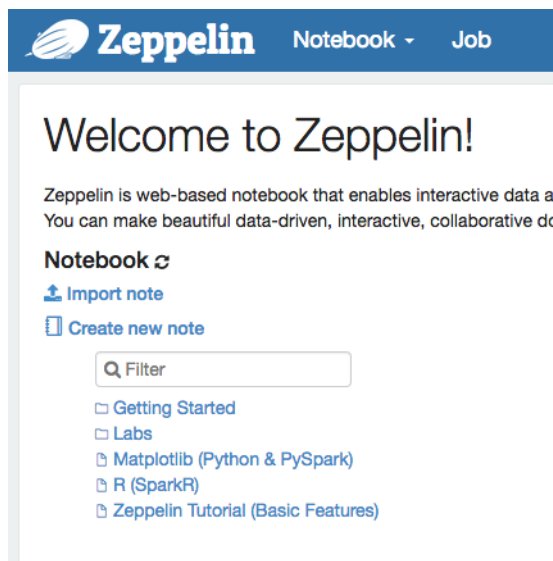 Zeppelin Notebook Job
Welcome to Zeppelin!
Zeppelin is web-based notebook that enables interactive data a
You can make beautiful data-driven, interactive, collaborative do
Notebook
Import note
Create new note
Filter
Getting Started
Labs
Matplotlib (Python & PySpark)
R (SparkR)
Zeppelin Tutorial (Basic Features)